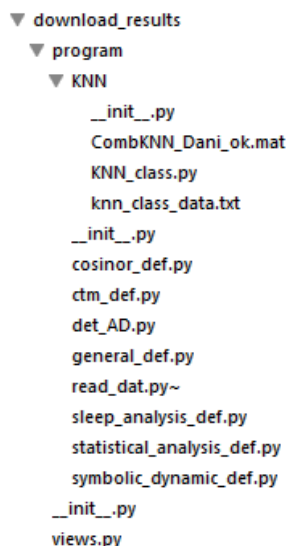 download_results
program
KNN
__init__.py
CombKNN_Dani_ok.mat
KNN_class.py
knn_class_data.txt
__init__.py
cosinor_def.py
ctm_def.py
det_AD.py
general_def.py
read_dat.py~
sleep_analysis_def.py
statistical_analysis_def.py
symbolic_dynamic_def.py
__init__.py
views.py